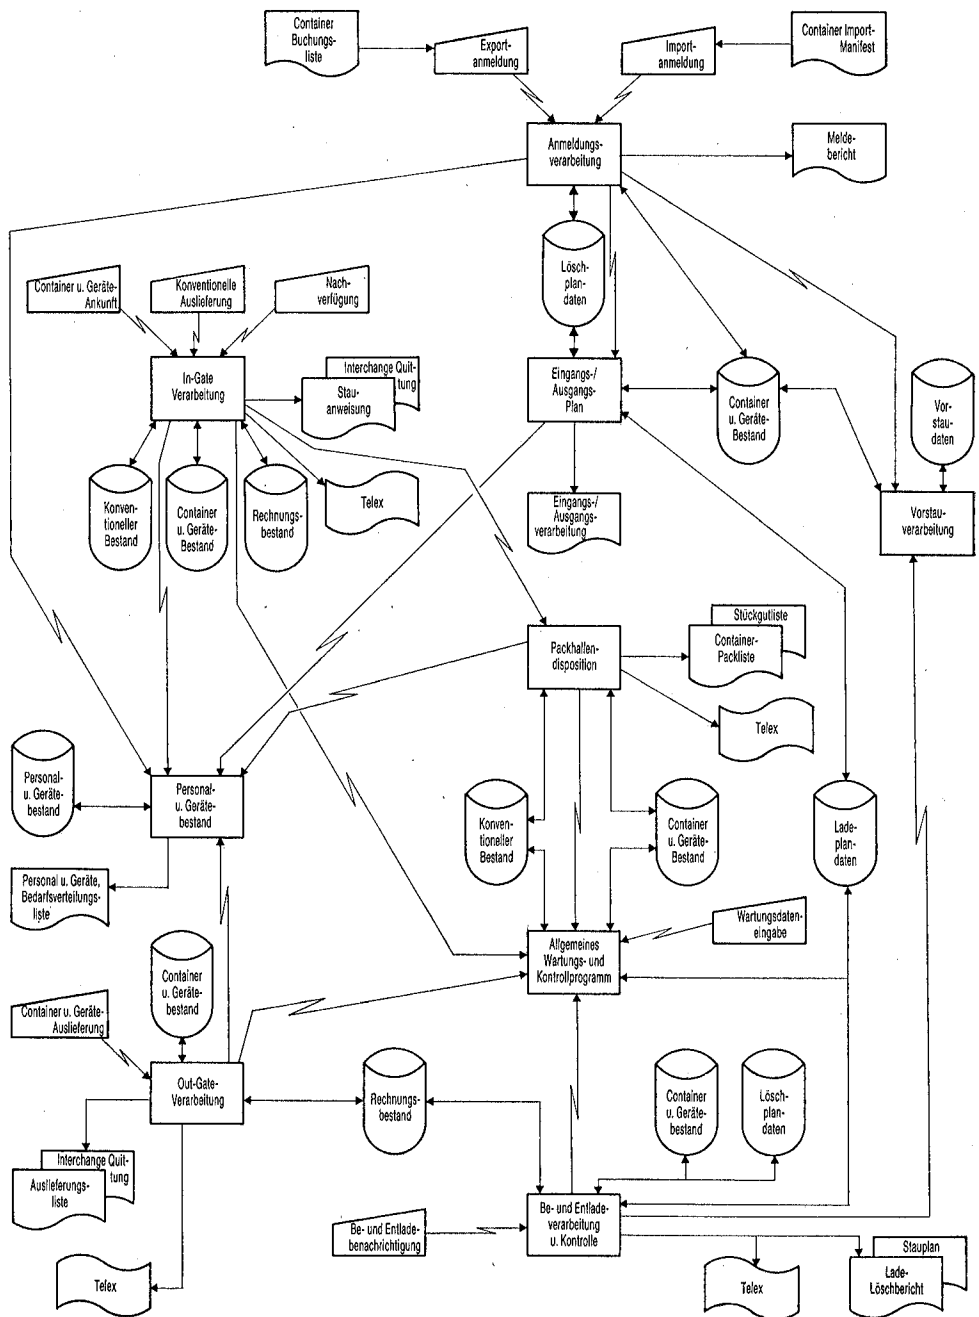 Container
Buchungs-
liste
Export-
anmeldung
Import-
anmeldung
Container Import-
Manifest
Anmeldungs-
verarbeitung
Melde-
bericht
Lösch-
plan-
daten
Container u. Geräte-
Ankunft
Konventionelle
Auslieferung
Nach-
verfügung
In-Gate
Verarbeitung
Interchange Quit-
tung
Stau-
anweisung
Eingangs-/
Ausgangs-
Plan
Container
u. Geräte-
Bestand
Vor-
stau-
daten
Konven-
tioneller
Bestand
Container
u. Geräte-
Bestand
Rechnungs-
bestand
Telex
Eingangs-/
Ausgangs-
verarbeitung
Vorstau-
verarbeitung
Packhallen-
disposition
Stückgutliste
Container-
Packliste
Telex
Personal-
u. Geräte-
bestand
Personal-
u. Geräte-
bestand
Konven-
tioneller
Bestand
Container
u. Geräte-
Bestand
Lade-
plan-
daten
Personal u. Geräte,
Bedarfsverteilungs-
liste
Wartungsdaten-
eingabe
Allgemeines
Wartungs- und
Kontrollprogramm
Container
u. Geräte-
bestand
Container u. Geräte-
Auslieferung
Out-Gate-
Verarbeitung
Rechnungs-
bestand
Container
u. Geräte-
bestand
Lösch-
plan-
daten
Interchange Quit-
tung
Auslieferungs-
liste
Be- und Entlade-
benachrichtigung
Be- und Entlade-
verarbeitung
u. Kontrolle
Telex
Telex
Stauplan
Lade-
Löschbericht